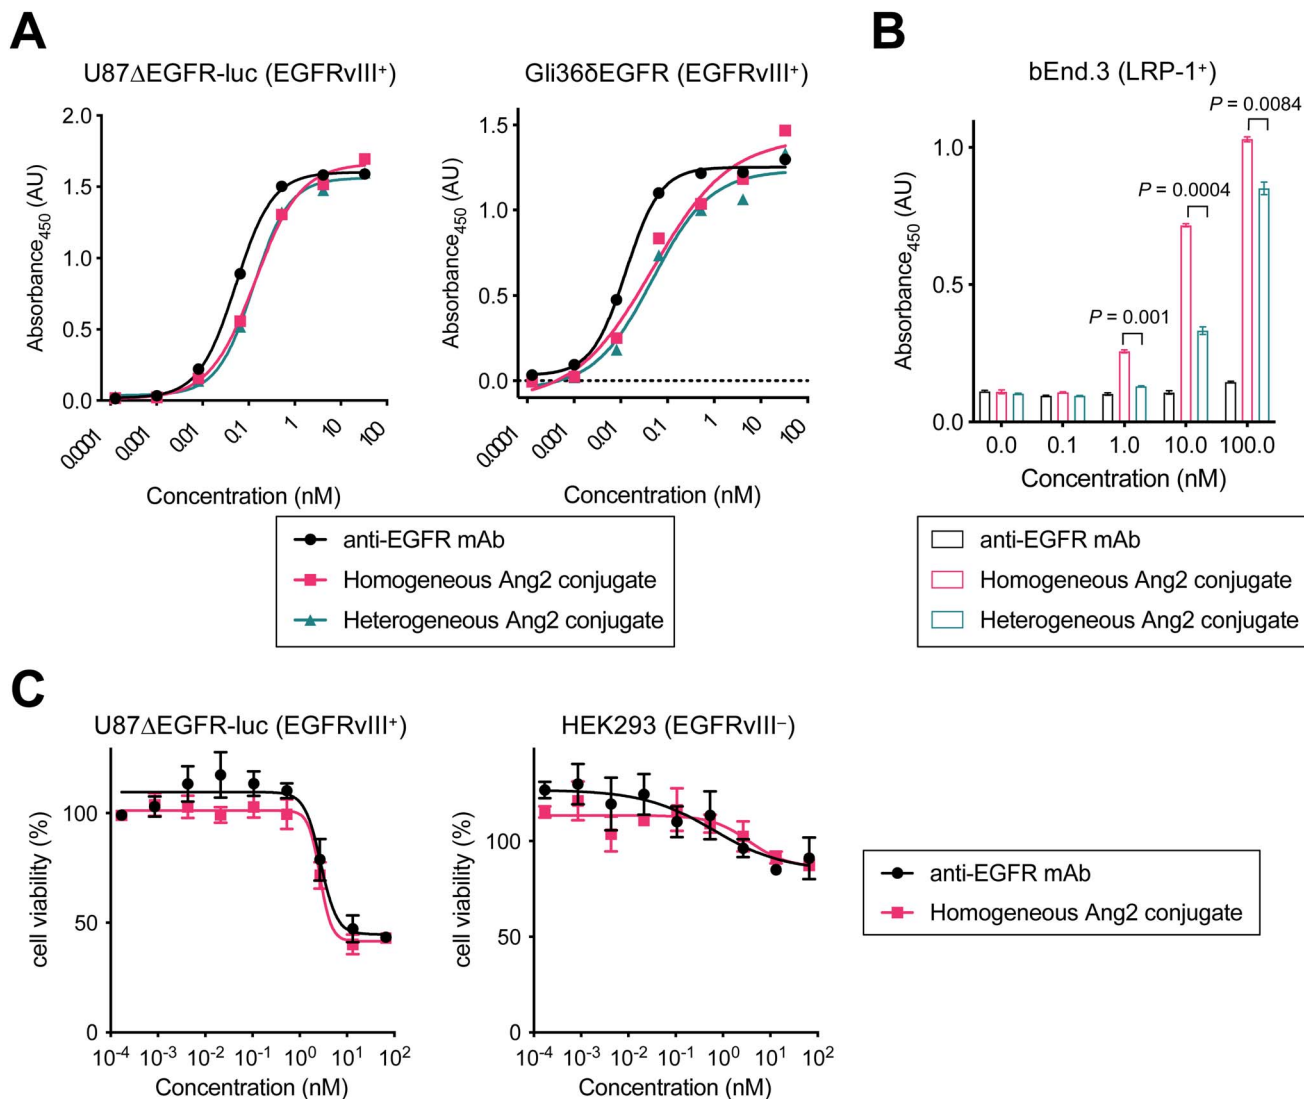 A
U87ΔEGFR-luc (EGFRvIII⁺)
Absorbance₄₅₀ (AU)
2.0
1.5
1.0
0.5
0.0
0.0001
0.001
0.01
0.1
1
10
100
Concentration (nM)
Gli36δEGFR (EGFRvIII⁺)
Absorbance₄₅₀ (AU)
1.5
1.0
0.5
0.0
0.0001
0.001
0.01
0.1
1
10
100
Concentration (nM)
anti-EGFR mAb
Homogeneous Ang2 conjugate
Heterogeneous Ang2 conjugate
B
bEnd.3 (LRP-1⁺)
P = 0.0084
P = 0.0004
P = 0.001
Absorbance₄₅₀ (AU)
1.0
0.5
0.0
0.0 0.1 1.0 10.0 100.0
Concentration (nM)
anti-EGFR mAb
Homogeneous Ang2 conjugate
Heterogeneous Ang2 conjugate
C
U87ΔEGFR-luc (EGFRvIII⁺)
cell viability (%)
100
50
0
10⁻⁴ 10⁻³ 10⁻² 10⁻¹ 10⁰ 10¹ 10²
Concentration (nM)
HEK293 (EGFRvIII⁻)
cell viability (%)
100
50
0
10⁻⁴ 10⁻³ 10⁻² 10⁻¹ 10⁰ 10¹ 10²
Concentration (nM)
anti-EGFR mAb
Homogeneous Ang2 conjugate